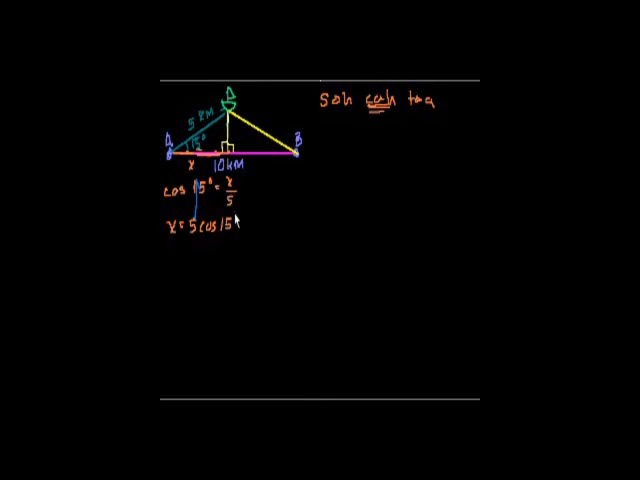 soh cah toa
5 KM
15°
A
B
x
10 KM
cos 15° = x/5
x = 5 cos 15